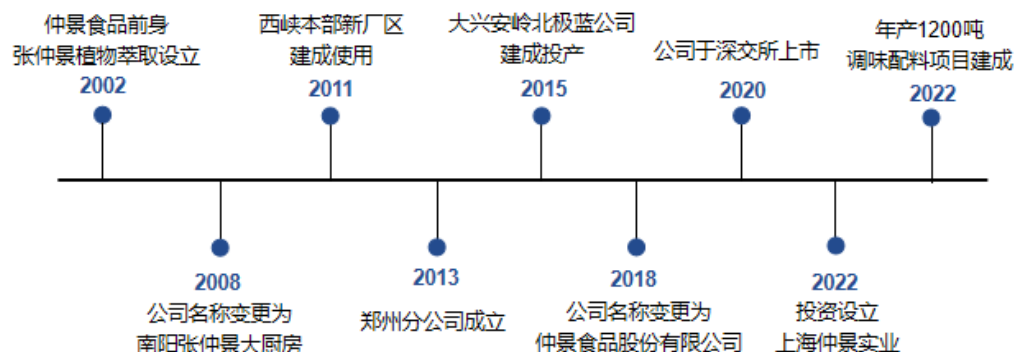 仲景食品前身
张仲景植物萃取设立
2002
西峡本部新厂区
建成使用
2011
大兴安岭北极蓝公司
建成投产
2015
公司于深交所上市
2020
年产1200吨
调味配料项目建成
2022
2008
公司名称变更为
南阳张仲景大厨房
2013
郑州分公司成立
2018
公司名称变更为
仲景食品股份有限公司
2022
投资设立
上海仲景实业